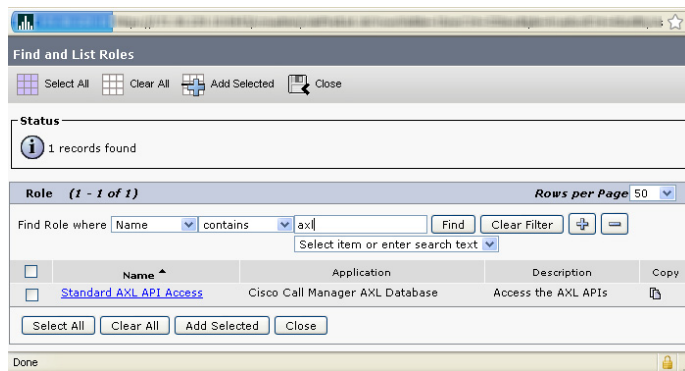 Find and List Roles
Select All Clear All Add Selected Close
Status
i 1 records found
Role (1 - 1 of 1) Rows per Page 50
Find Role where Name contains axl Find Clear Filter
Select item or enter search text
Name Application Description Copy
Standard AXL API Access Cisco Call Manager AXL Database Access the AXL APIs
Select All Clear All Add Selected Close
Done